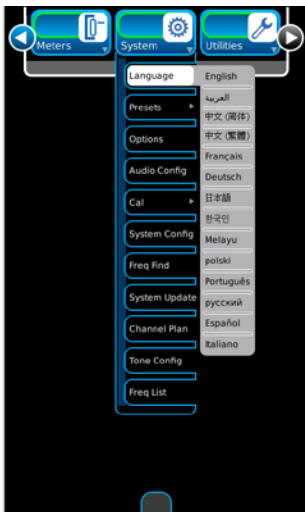 Meters
System
Utilities
Language
Presets
Options
Audio Config
Cal
System Config
Freq Find
System Update
Channel Plan
Tone Config
Freq List
English
العربية
中文 (简体)
中文 (繁體)
Français
Deutsch
日本語
한국인
Melayu
polski
Português
русский
Español
Italiano